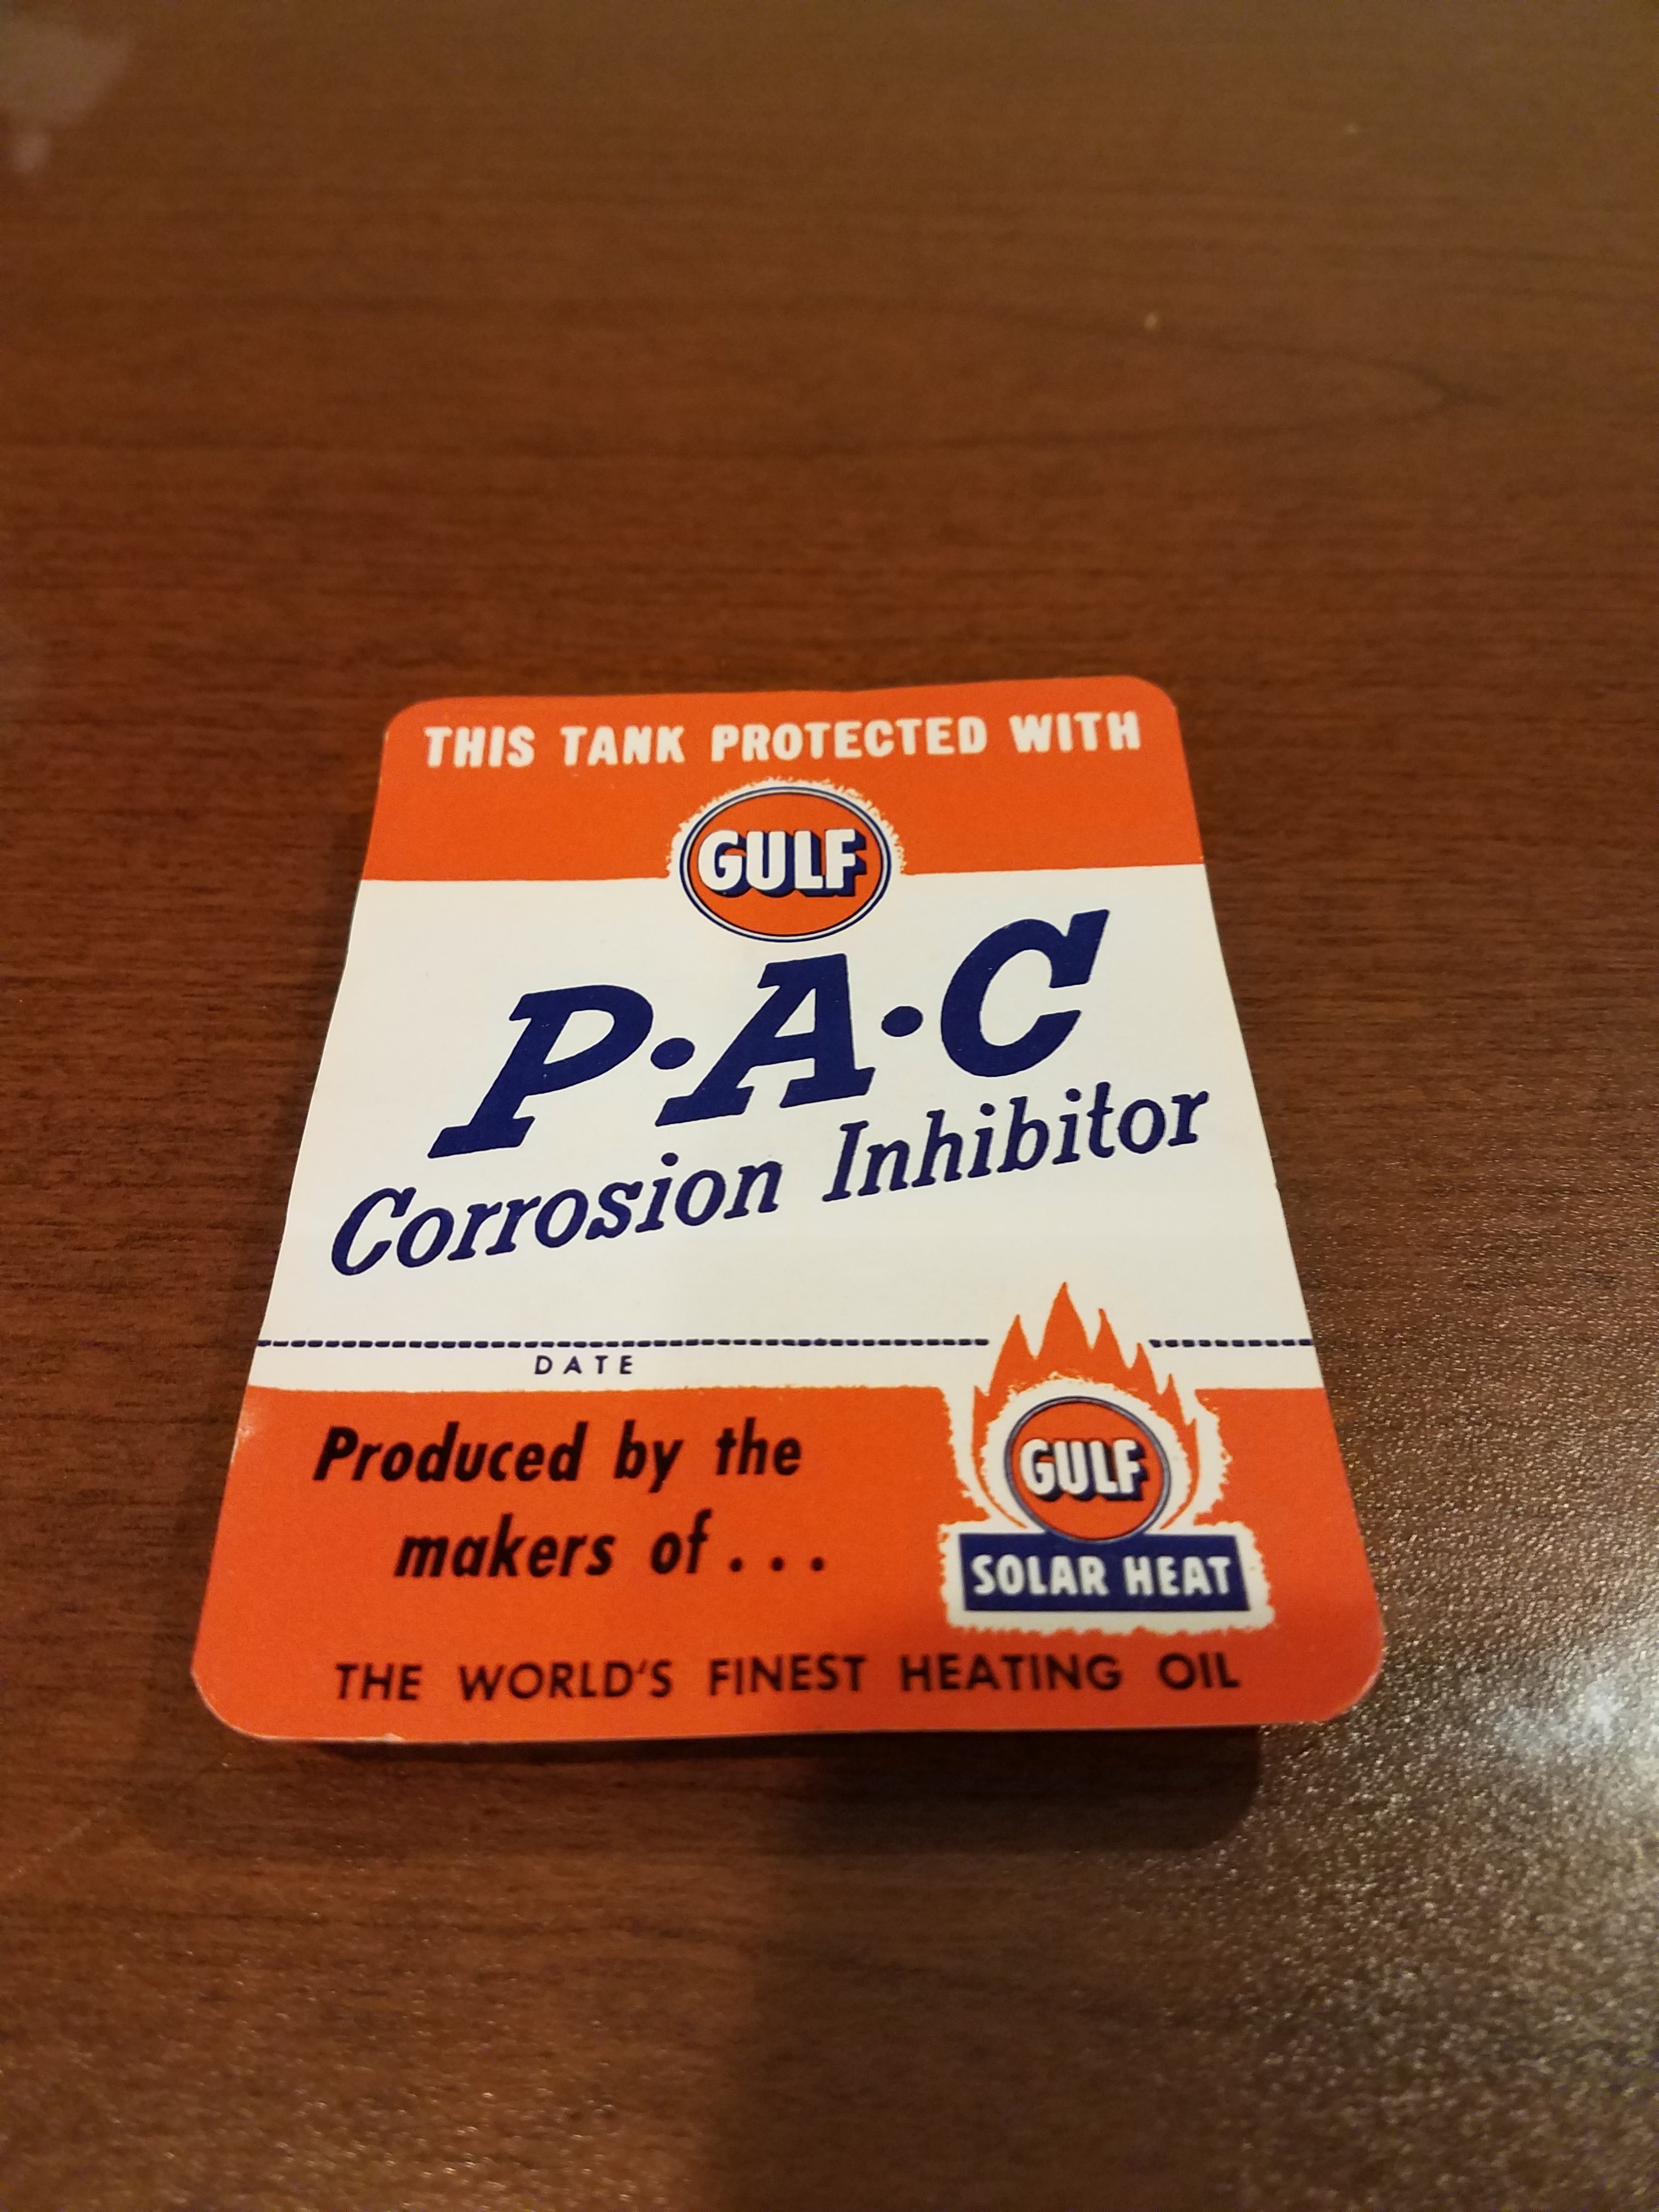 THIS TANK PROTECTED WITH
GULF
P·A·C
Corrosion Inhibitor
DATE
Produced by the
makers of...
GULF
SOLAR HEAT
THE WORLD'S FINEST HEATING OIL